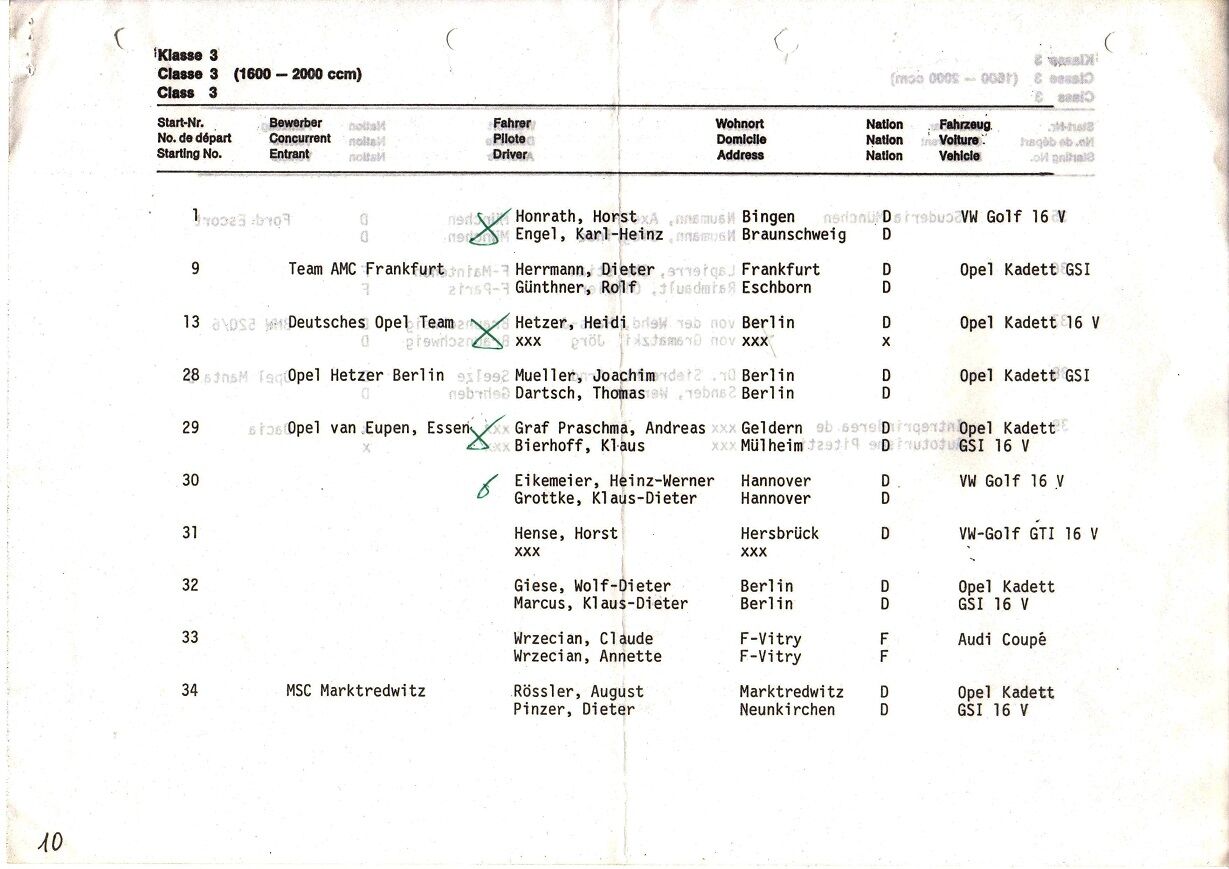 Klasse 3
Classe 3 (1600 — 2000 ccm)
Class 3
Start-Nr. Bewerber Fahrer Wohnort Nation Fahrzeug
No. de départ Concurrent Pilote Domicile Nation Voiture
Starting No. Entrant Driver Address Nation Vehicle
1 Honrath, Horst Bingen D VW Golf 16 V
Engel, Karl-Heinz Braunschweig D
9 Team AMC Frankfurt Herrmann, Dieter Frankfurt D Opel Kadett GSI
Günthner, Rolf Eschborn D
13 Deutsches Opel Team Hetzer, Heidi Berlin D Opel Kadett 16 V
xxx xxx x
28 Opel Hetzer Berlin Mueller, Joachim Berlin D Opel Kadett GSI
Dartsch, Thomas Berlin D
29 Opel van Eupen, Essen Graf Praschma, Andreas Geldern D Opel Kadett
Bierhoff, Klaus Mülheim D GSI 16 V
30 Eikemeier, Heinz-Werner Hannover D VW Golf 16 V
Grottke, Klaus-Dieter Hannover D
31 Hense, Horst Hersbrück D VW-Golf GTI 16 V
xxx xxx
32 Giese, Wolf-Dieter Berlin D Opel Kadett
Marcus, Klaus-Dieter Berlin D GSI 16 V
33 Wrzecian, Claude F-Vitry F Audi Coupé
Wrzecian, Annette F-Vitry F
34 MSC Marktredwitz Rössler, August Marktredwitz D Opel Kadett
Pinzer, Dieter Neunkirchen D GSI 16 V
10